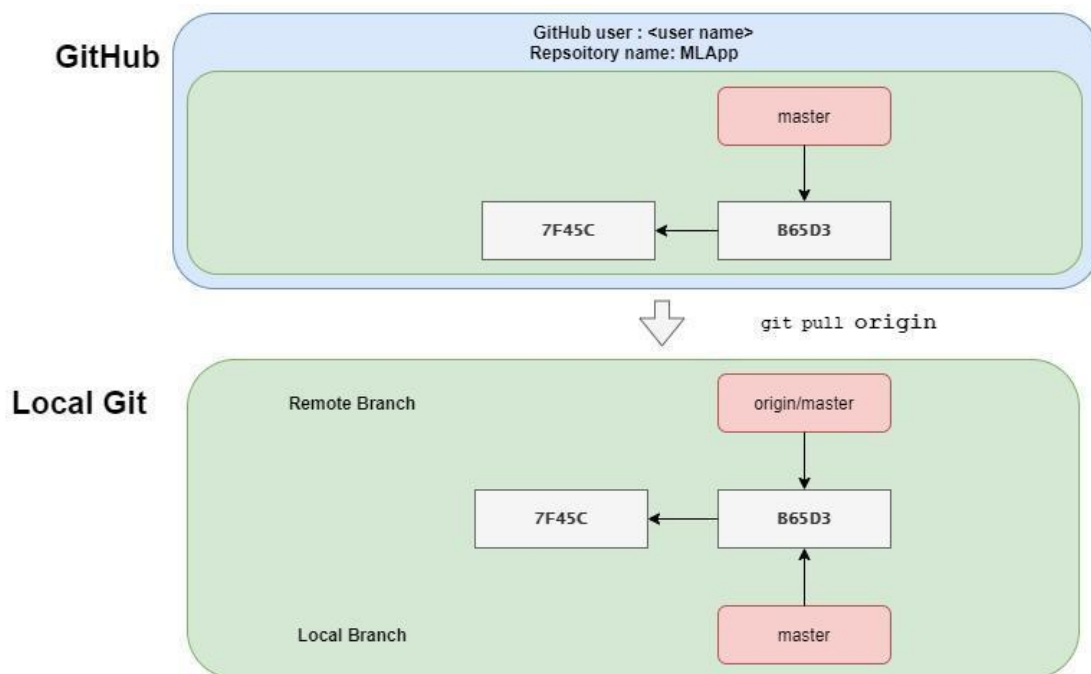 GitHub
GitHub user : <user name>
Repsoitory name: MLApp
master
7F45C
B65D3
git pull origin
Local Git
Remote Branch
origin/master
7F45C
B65D3
Local Branch
master